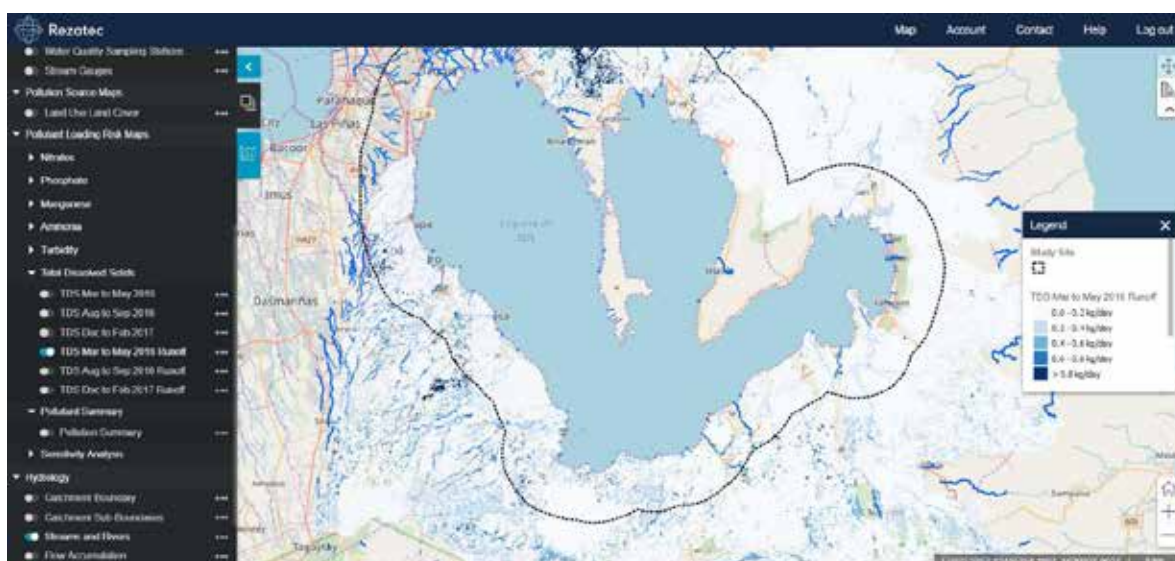 Rezatec
Map Account Contact Help Log out
Water Quality Sampling Stations
Stream Gauges
Pollution Source Maps
Land Use Land Cover
Pollutant Loading Risk Maps
Nitrates
Phosphate
Manganese
Ammonia
Turbidity
Total Dissolved Solids
TDS Mar to May 2016
TDS Aug to Sep 2016
TDS Dec to Feb 2017
TDS Mar to May 2016 Runoff
TDS Aug to Sep 2016 Runoff
TDS Dec to Feb 2017 Runoff
Pollutant Summary
Pollution Summary
Sensitivity Analysis
Hydrology
Catchment Boundary
Catchment Sub-Boundaries
Streams and Rivers
Flow Accumulation
Parañaque
Las Piñas
City
Bacoor
Imus
Dasmariñas
Binangonan
Tagaytay
Sampaloc
Legend
Study Site
TDS Mar to May 2016 Runoff
0.0 - 0.2 kg/day
0.2 - 0.4 kg/day
0.4 - 0.6 kg/day
0.6 - 0.8 kg/day
> 0.8 kg/day